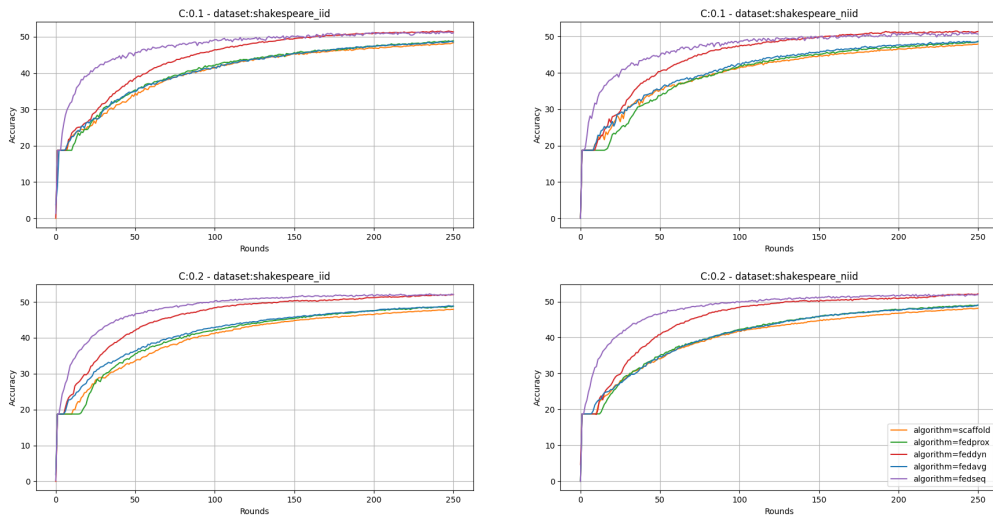 C:0.1 - dataset:shakespeare_iid
50
40
30
20
10
0
Accuracy
0 50 100 150 200 250
Rounds
C:0.1 - dataset:shakespeare_niid
50
40
30
20
10
0
Accuracy
0 50 100 150 200 250
Rounds
C:0.2 - dataset:shakespeare_iid
50
40
30
20
10
0
Accuracy
0 50 100 150 200 250
Rounds
C:0.2 - dataset:shakespeare_niid
50
40
30
20
10
0
Accuracy
0 50 100 150 200 250
Rounds
algorithm=scaffold
algorithm=fedprox
algorithm=feddyn
algorithm=fedavg
algorithm=fedseq